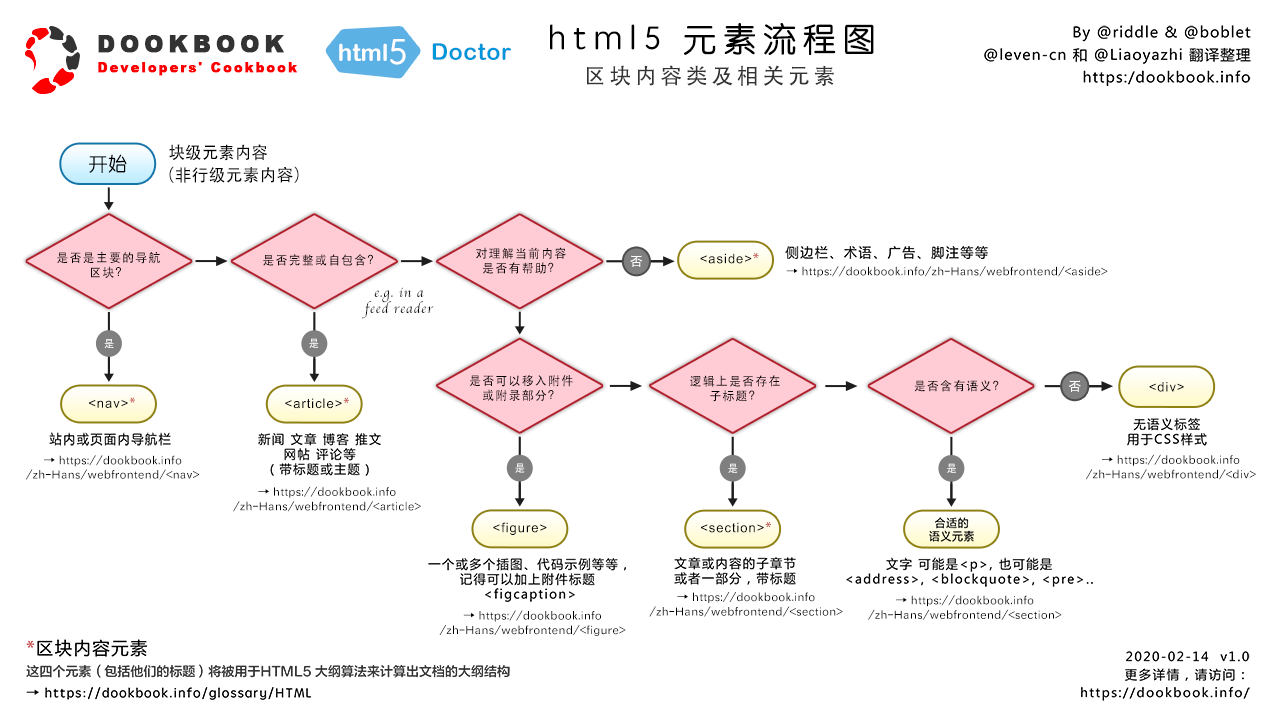 DOOKBOOK
Developers' Cookbook
html5 Doctor
html5 元素流程图
区块内容类及相关元素
By @riddle & @boblet
@leven-cn 和 @Liaoyazhi 翻译整理
https:/dookbook.info
开始
块级元素内容
(非行级元素内容)
是否是主要的导航
区块?
是否完整或自包含?
e.g. in a
feed reader
对理解当前内容
是否有帮助?
否
<aside>*
侧边栏、术语、广告、脚注等等
→ https://dookbook.info/zh-Hans/webfrontend/<aside>
是
<nav>*
站内或页面内导航栏
→ https://dookbook.info
/zh-Hans/webfrontend/<nav>
是
<article>*
新闻 文章 博客 推文
网帖 评论等
(带标题或主题)
→ https://dookbook.info
/zh-Hans/webfrontend/<article>
是否可以移入附件
或附录部分?
逻辑上是否存在
子标题?
是否含有语义?
否
<div>
无语义标签
用于CSS样式
→ https://dookbook.info
/zh-Hans/webfrontend/<div>
是
<figure>
一个或多个插图、代码示例等等,
记得可以加上附件标题
<figcaption>
→ https://dookbook.info
/zh-Hans/webfrontend/<figure>
是
<section>*
文章或内容的子章节
或者一部分，带标题
→ https://dookbook.info
/zh-Hans/webfrontend/<section>
是
合适的
语义元素
文字 可能是<p>, 也可能是
<address>, <blockquote>, <pre>..
→ https://dookbook.info
/zh-Hans/webfrontend/<section>
*区块内容元素
这四个元素（包括他们的标题）将被用于HTML5 大纲算法来计算出文档的大纲结构
→ https://dookbook.info/glossary/HTML
2020-02-14 v1.0
更多详情，请访问：
https://dookbook.info/